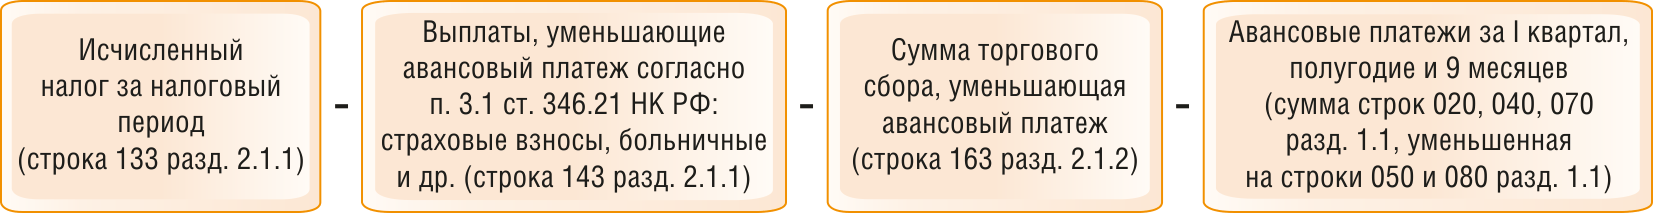 Исчисленный
налог за налоговый
период
(строка 133 разд. 2.1.1)
-
Выплаты, уменьшающие
авансовый платеж согласно
п. 3.1 ст. 346.21 НК РФ:
страховые взносы, больничные
и др. (строка 143 разд. 2.1.1)
-
Сумма торгового
сбора, уменьшающая
авансовый платеж
(строка 163 разд. 2.1.2)
-
Авансовые платежи за I квартал,
полугодие и 9 месяцев
(сумма строк 020, 040, 070
разд. 1.1, уменьшенная
на строки 050 и 080 разд. 1.1)